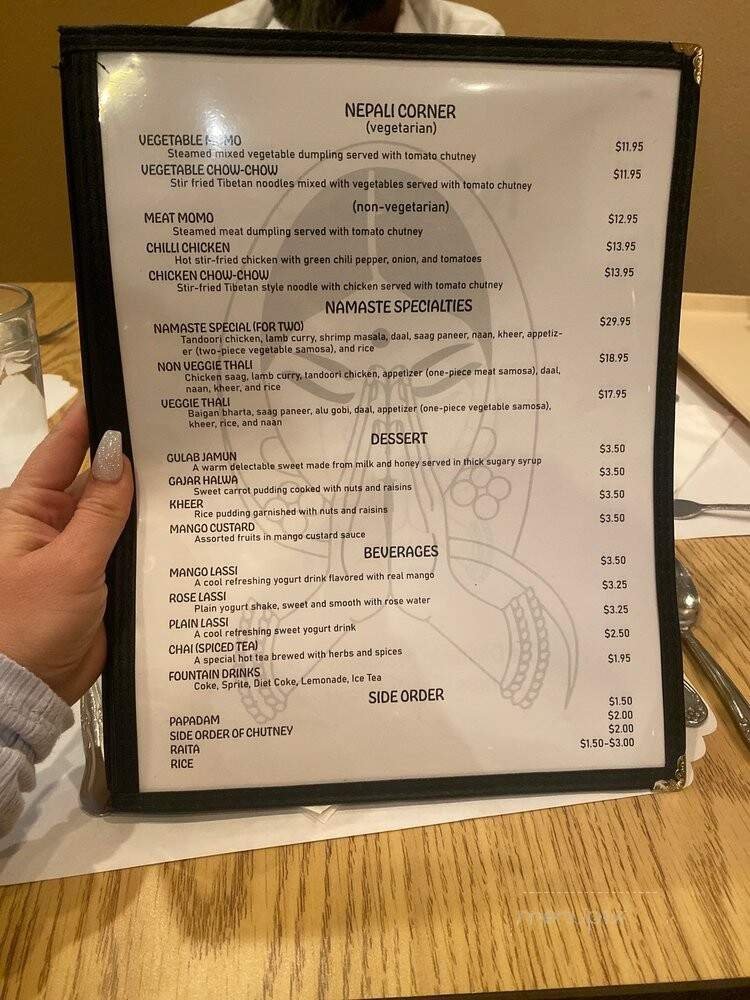 NEPALI CORNER
(vegetarian)
VEGETABLE MOMO $11.95
Steamed mixed vegetable dumpling served with tomato chutney
VEGETABLE CHOW-CHOW $11.95
Stir fried Tibetan noodles mixed with vegetables served with tomato chutney
(non-vegetarian)
MEAT MOMO $12.95
Steamed meat dumpling served with tomato chutney
CHILLI CHICKEN $13.95
Hot stir-fried chicken with green chili pepper, onion, and tomatoes
CHICKEN CHOW-CHOW $13.95
Stir-fried Tibetan style noodle with chicken served with tomato chutney
NAMASTE SPECIALTIES
NAMASTE SPECIAL (FOR TWO) $29.95
Tandoori chicken, lamb curry, shrimp masala, daal, saag paneer, naan, kheer, appetiz-
er (two-piece vegetable samosa), and rice
NON VEGGIE THALI $18.95
Chicken saag, lamb curry, tandoori chicken, appetizer (one-piece meat samosa), daal,
naan, kheer, and rice
VEGGIE THALI $17.95
Baigan bharta, saag paneer, alu gobi, daal, appetizer (one-piece vegetable samosa),
kheer, rice, and naan
DESSERT
GULAB JAMUN $3.50
A warm delectable sweet made from milk and honey served in thick sugary syrup
GAJAR HALWA $3.50
Sweet carrot pudding cooked with nuts and raisins
KHEER $3.50
Rice pudding garnished with nuts and raisins
MANGO CUSTARD $3.50
Assorted fruits in mango custard sauce
BEVERAGES
MANGO LASSI $3.50
A cool refreshing yogurt drink flavored with real mango
ROSE LASSI $3.25
Plain yogurt shake, sweet and smooth with rose water
PLAIN LASSI $3.25
A cool refreshing sweet yogurt drink
CHAI (SPICED TEA) $2.50
A special hot tea brewed with herbs and spices
FOUNTAIN DRINKS $1.95
Coke, Sprite, Diet Coke, Lemonade, Ice Tea
SIDE ORDER
PAPADAM $1.50
SIDE ORDER OF CHUTNEY $2.00
RAITA $2.00
RICE $1.50-$3.00